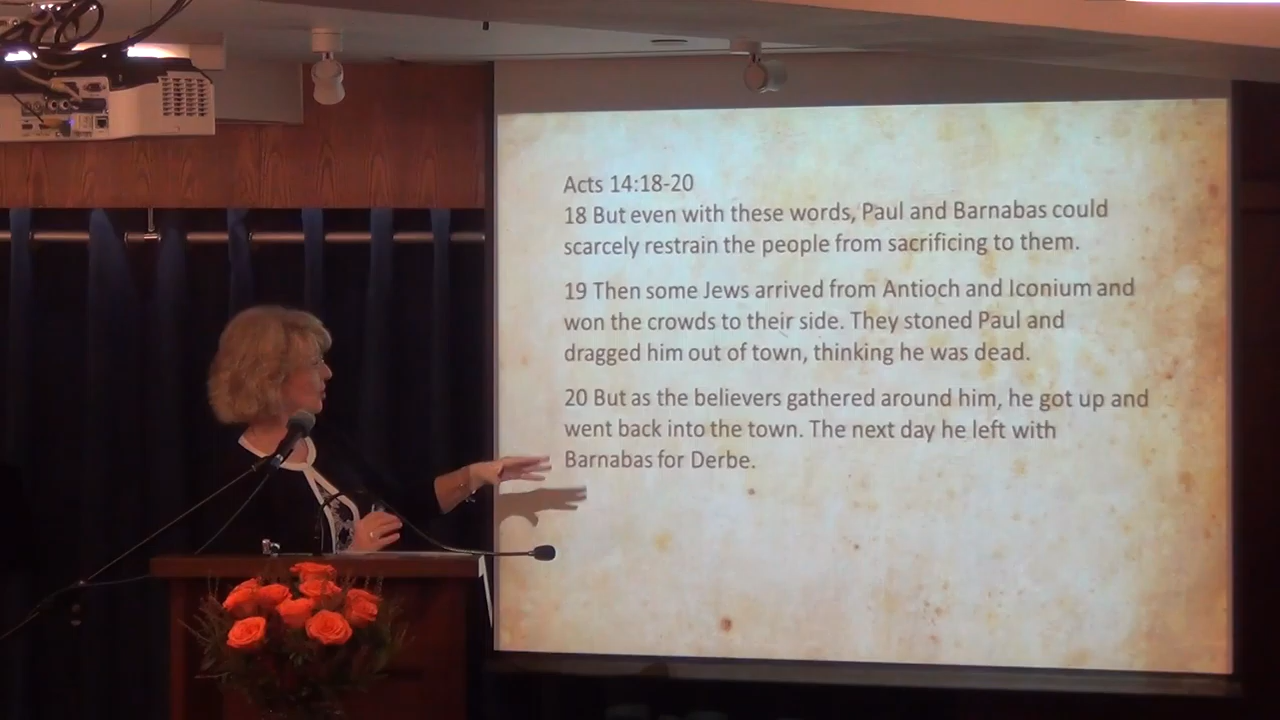 Acts 14:18-20
18 But even with these words, Paul and Barnabas could
scarcely restrain the people from sacrificing to them.
19 Then some Jews arrived from Antioch and Iconium and
won the crowds to their side. They stoned Paul and
dragged him out of town, thinking he was dead.
20 But as the believers gathered around him, he got up and
went back into the town. The next day he left with
Barnabas for Derbe.